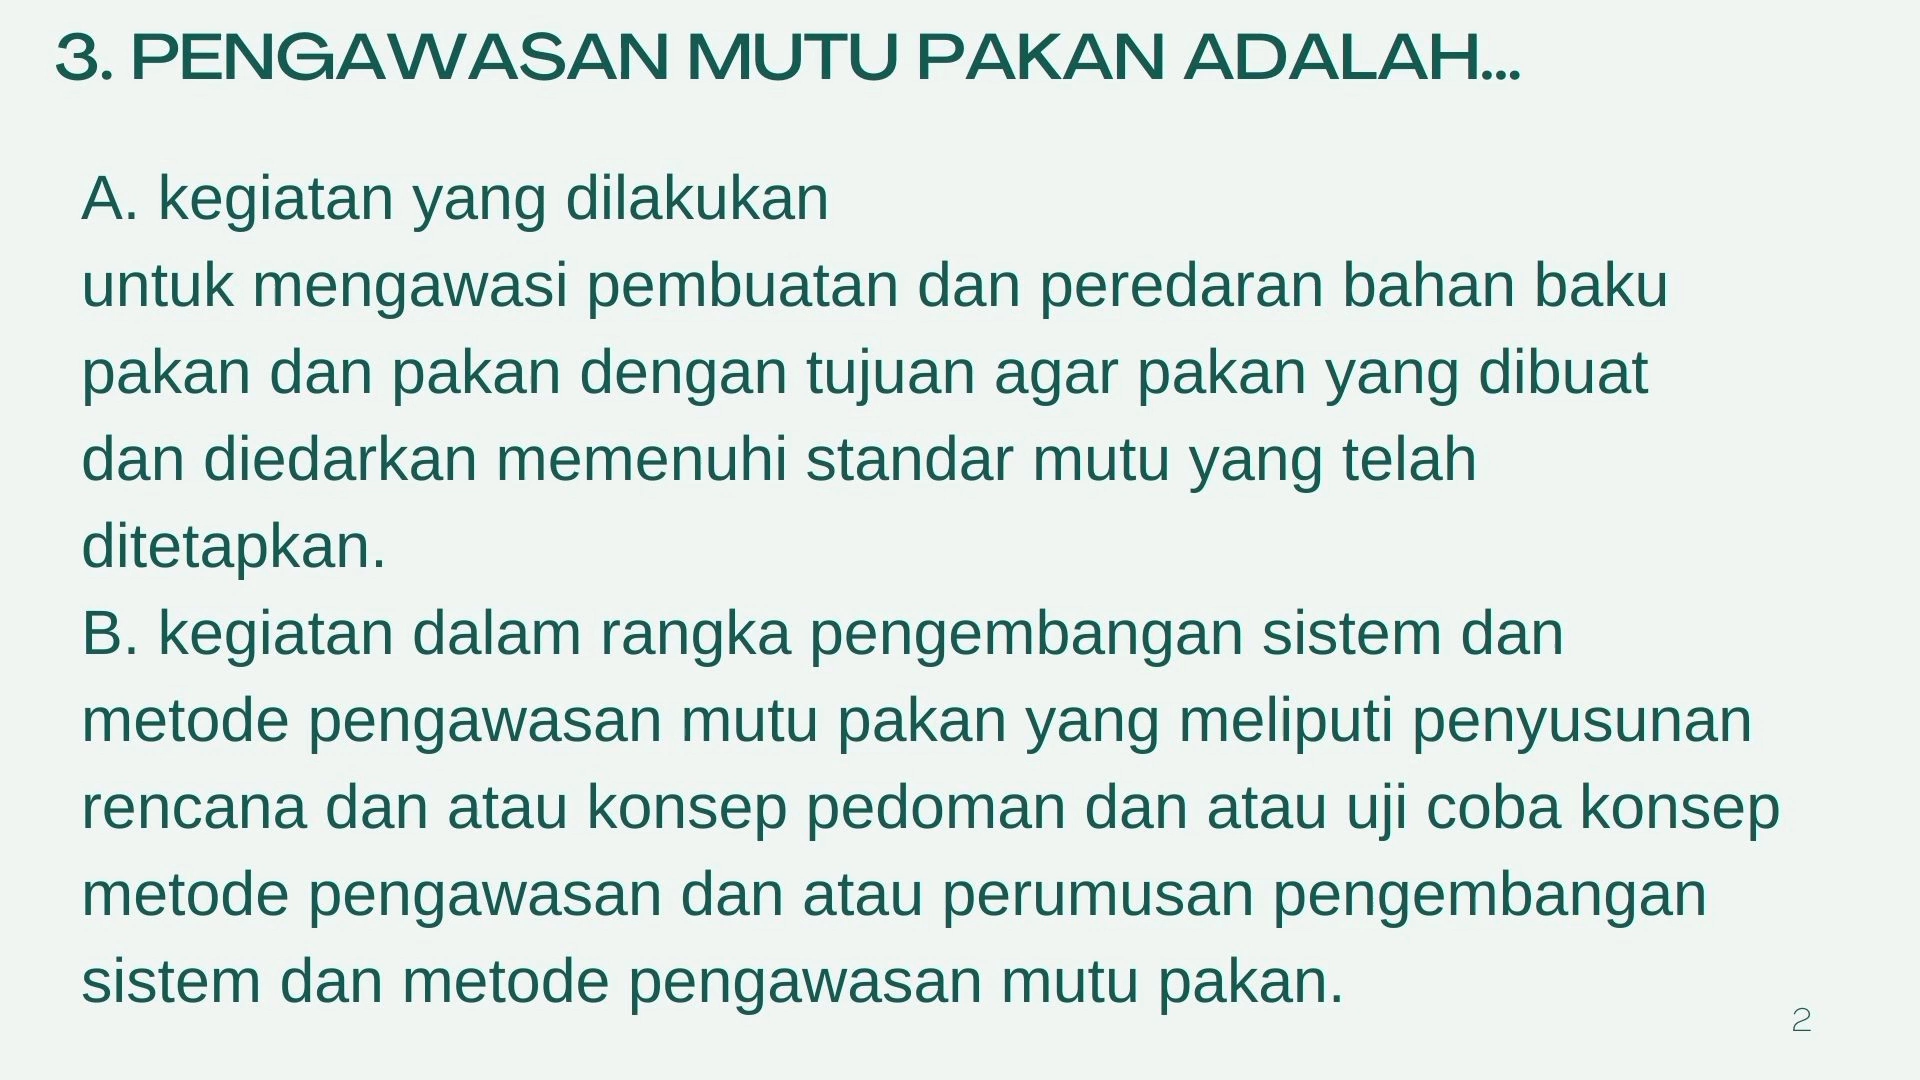 3. PENGAWASAN MUTU PAKAN ADALAH...
A. kegiatan yang dilakukan
untuk mengawasi pembuatan dan peredaran bahan baku
pakan dan pakan dengan tujuan agar pakan yang dibuat
dan diedarkan memenuhi standar mutu yang telah
ditetapkan.
B. kegiatan dalam rangka pengembangan sistem dan
metode pengawasan mutu pakan yang meliputi penyusunan
rencana dan atau konsep pedoman dan atau uji coba konsep
metode pengawasan dan atau perumusan pengembangan
sistem dan metode pengawasan mutu pakan.
2